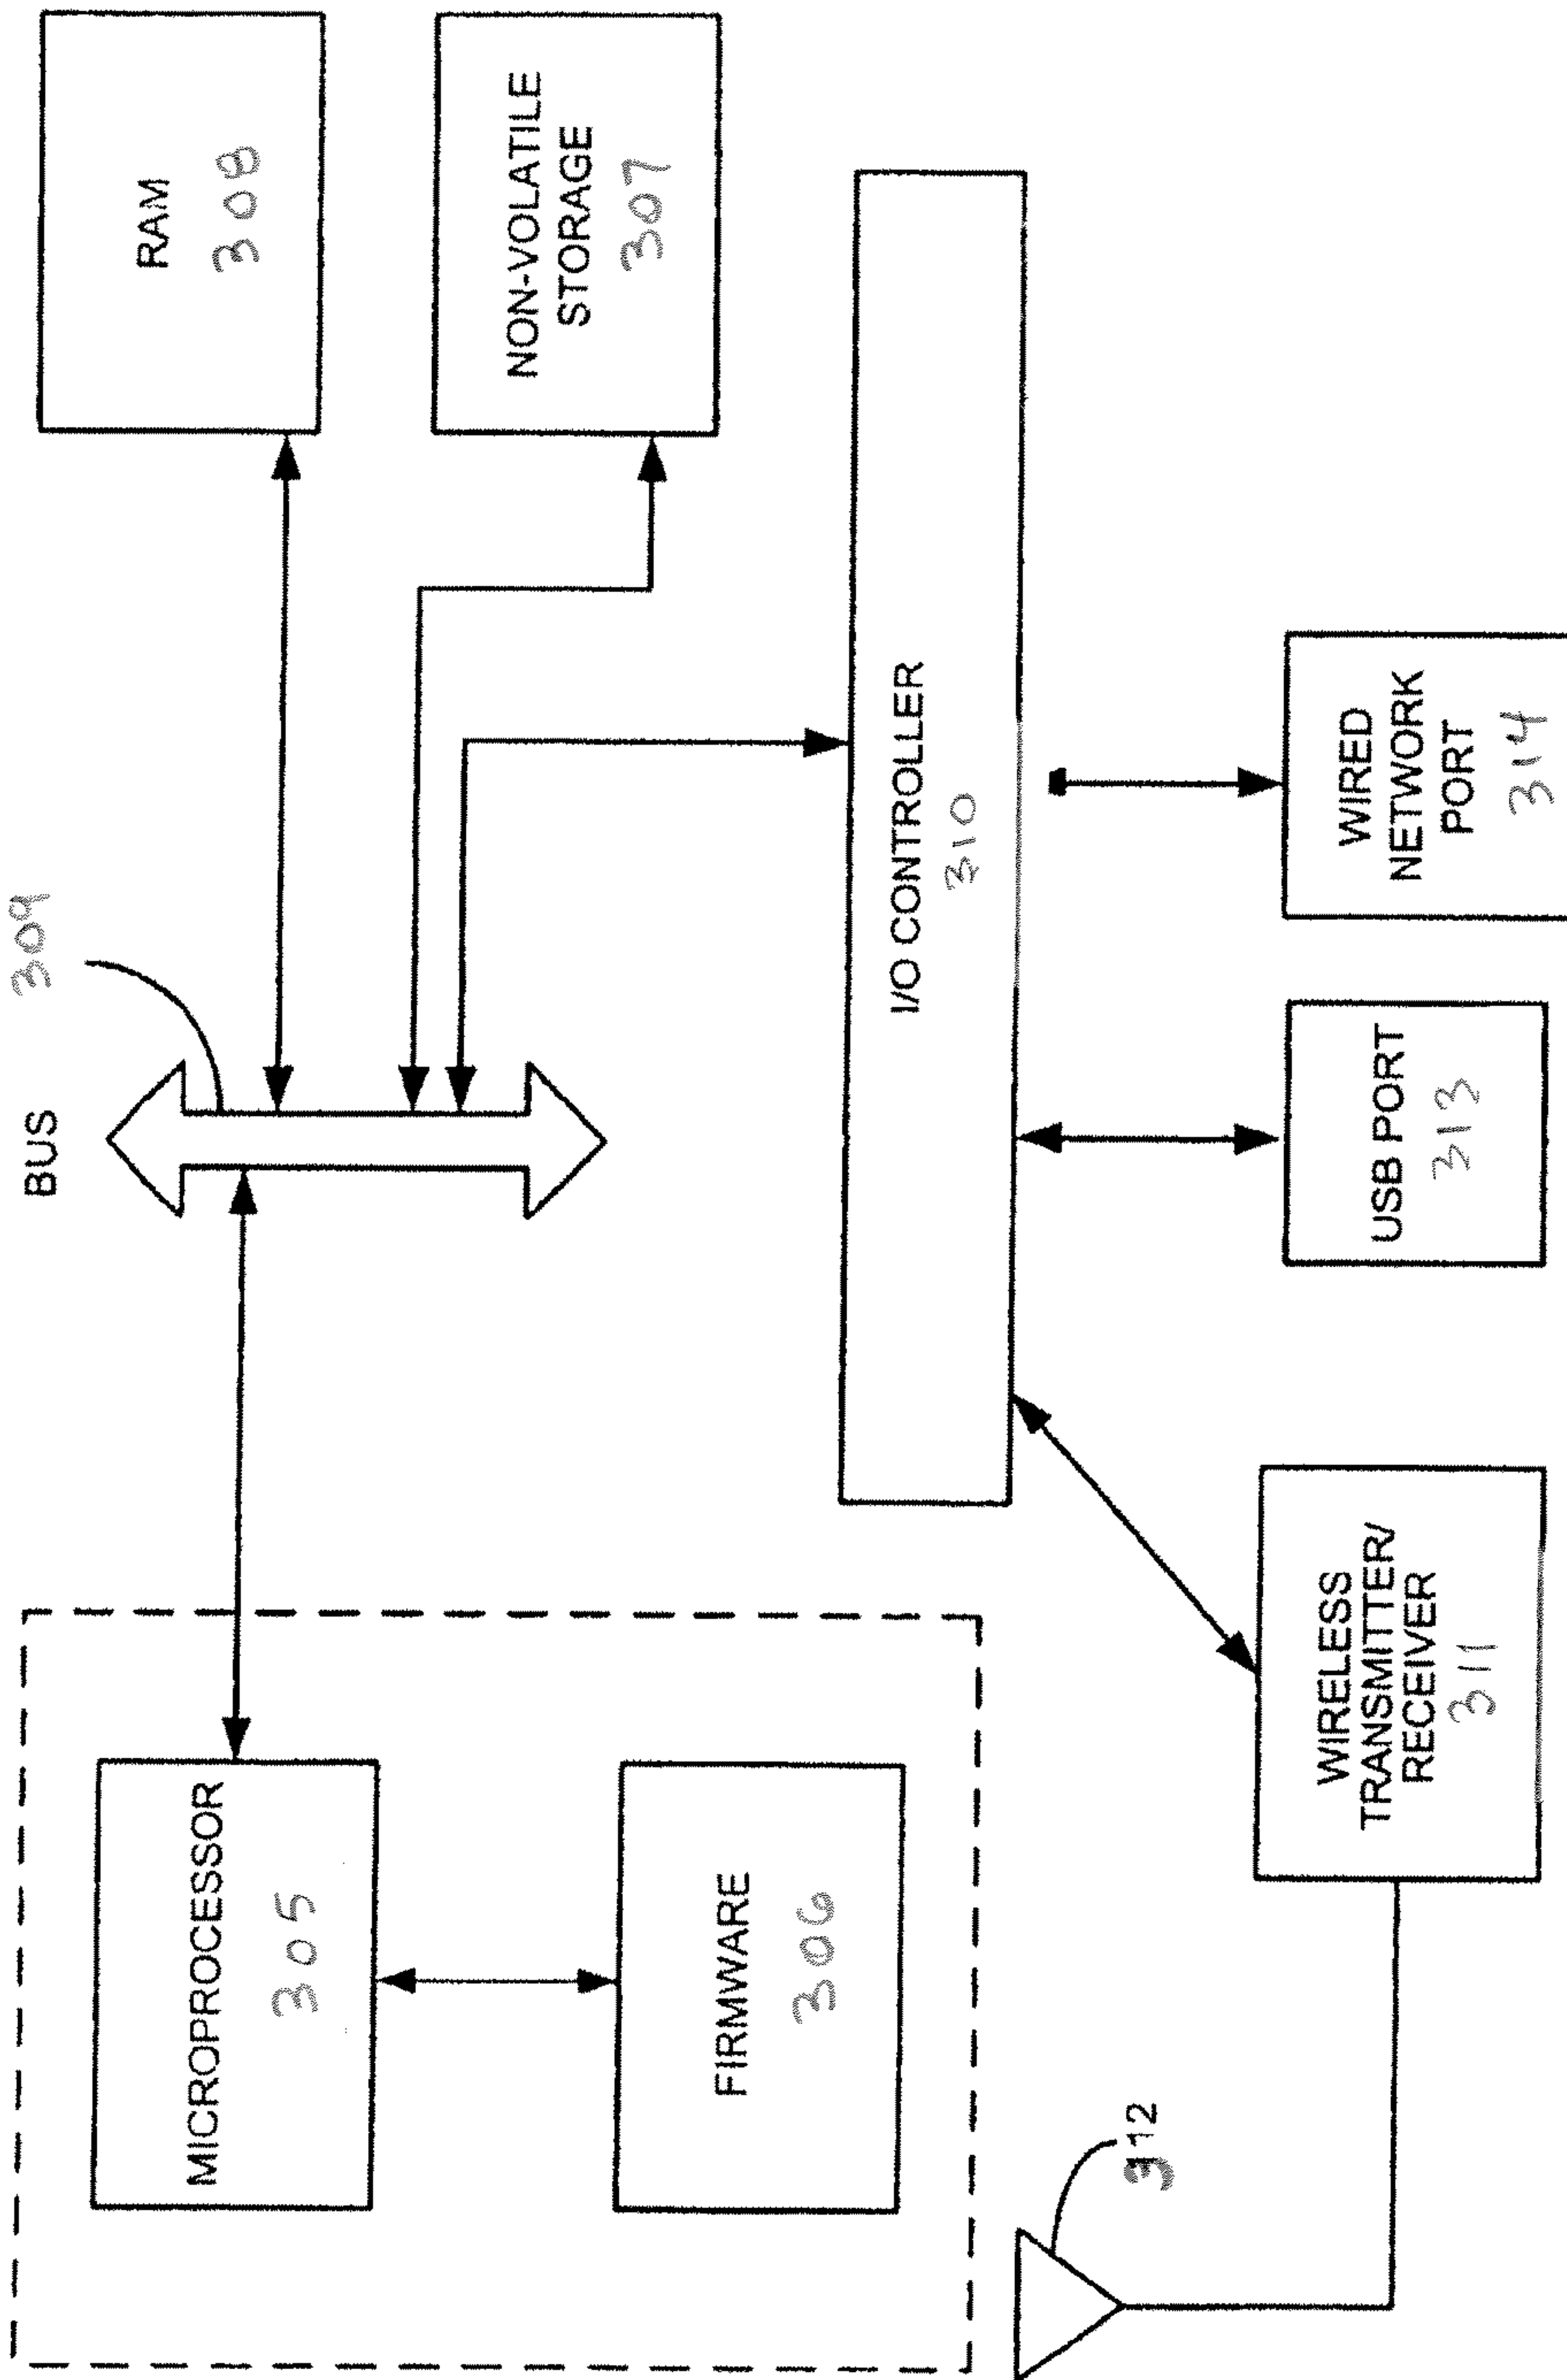 BUS
309
MICROPROCESSOR
305
RAM
308
FIRMWARE
306
NON-VOLATILE
STORAGE
307
I/O CONTROLLER
310
312
WIRELESS
TRANSMITTER/
RECEIVER
311
USB PORT
313
WIRED
NETWORK
PORT
314